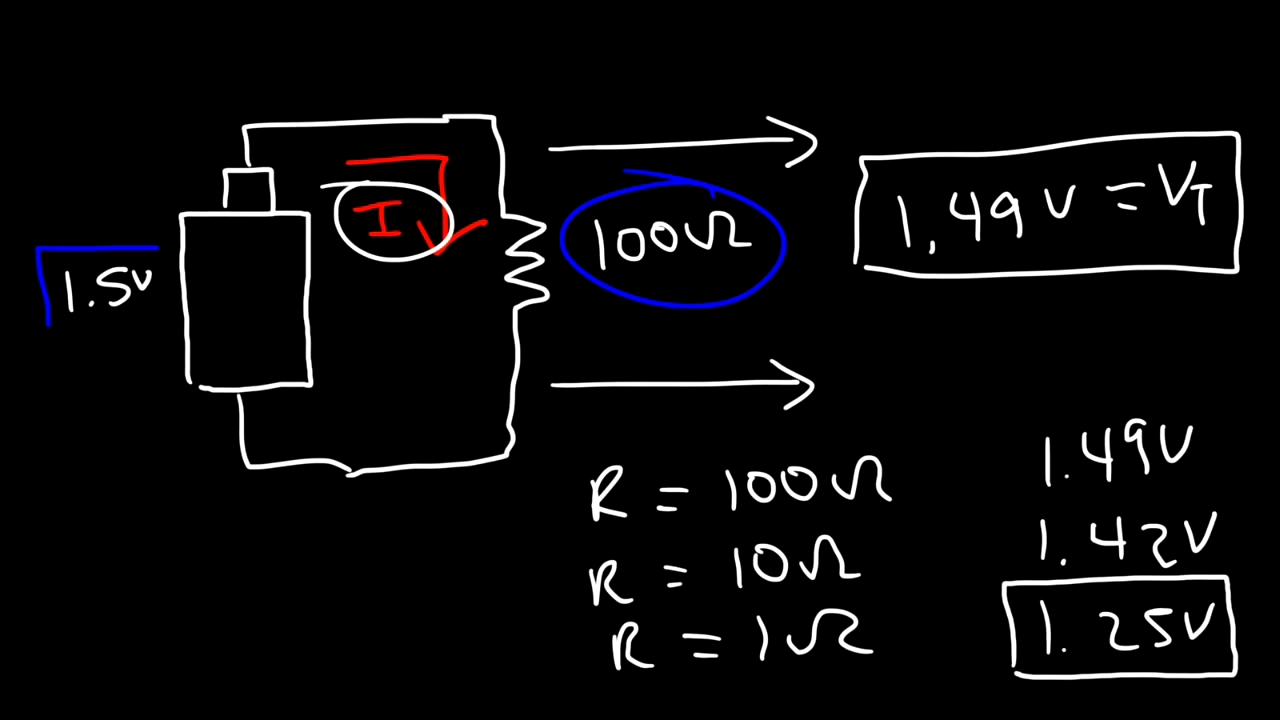 1.5V
I
100Ω
1.49V = VT
R = 100Ω
1.49V
R = 10Ω
1.42V
R = 1Ω
1.25V